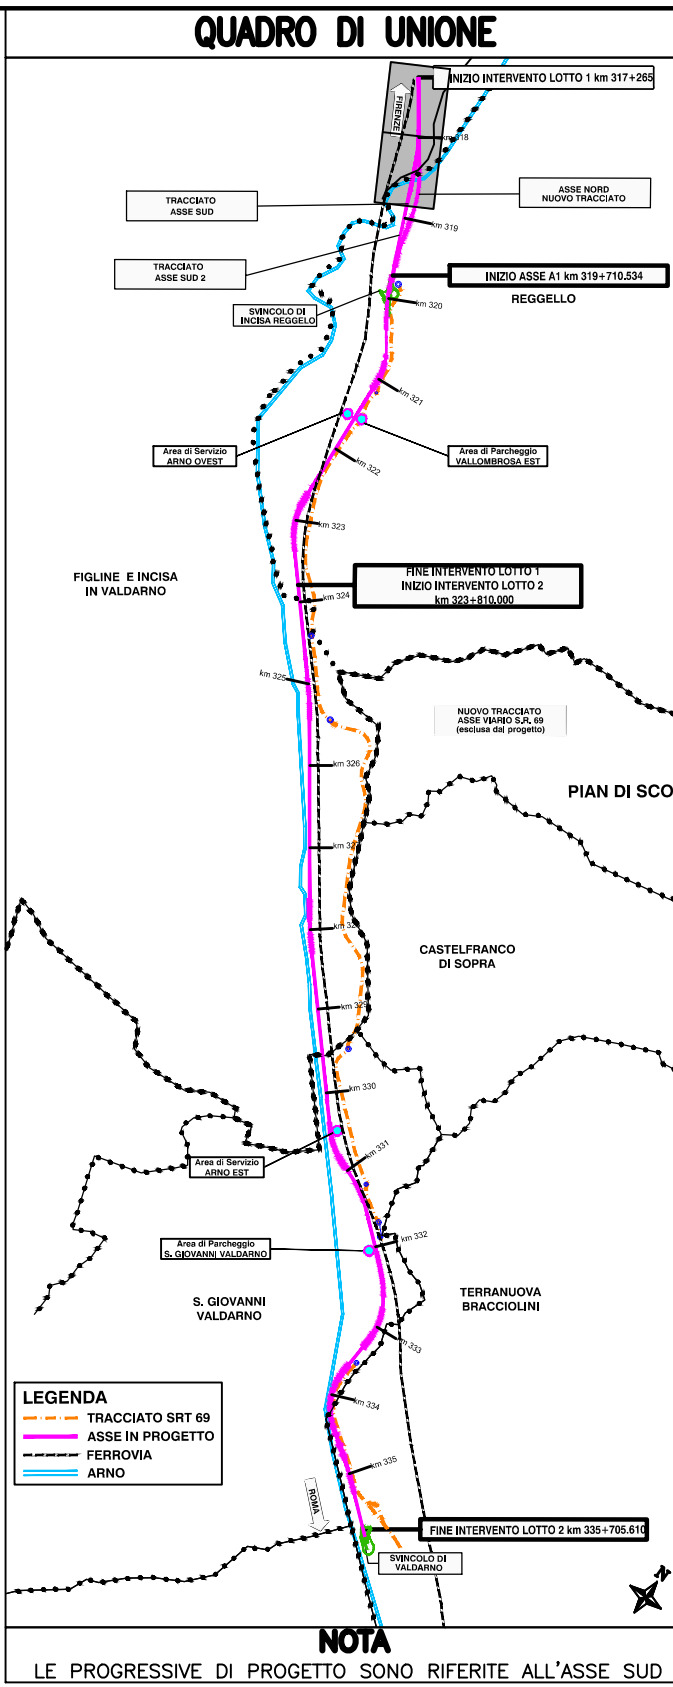 QUADRO DI UNIONE
INIZIO INTERVENTO LOTTO 1 km 317+265
FIRENZE
km 318
ASSE NORD
NUOVO TRACCIATO
TRACCIATO
ASSE SUD
km 319
TRACCIATO
ASSE SUD 2
INIZIO ASSE A1 km 319+710.534
REGGELLO
km 320
SVINCOLO DI
INCISA REGGELO
km 321
Area di Servizio
ARNO OVEST
Area di Parcheggio
VALLOMBROSA EST
km 322
km 323
FINE INTERVENTO LOTTO 1
INIZIO INTERVENTO LOTTO 2
km 323+810.000
FIGLINE E INCISA
IN VALDARNO
km 324
km 325
NUOVO TRACCIATO
ASSE VIARIO S.R. 69
(esclusa dal progetto)
km 326
PIAN DI SCO
km 327
km 328
CASTELFRANCO
DI SOPRA
km 329
km 330
km 331
Area di Servizio
ARNO EST
km 332
Area di Parcheggio
S. GIOVANNI VALDARNO
S. GIOVANNI
VALDARNO
TERRANUOVA
BRACCIOLINI
km 333
LEGENDA
TRACCIATO SRT 69
ASSE IN PROGETTO
FERROVIA
ARNO
km 334
km 335
ROMA
FINE INTERVENTO LOTTO 2 km 335+705.610
SVINCOLO DI
VALDARNO
N
NOTA
LE PROGRESSIVE DI PROGETTO SONO RIFERITE ALL'ASSE SUD